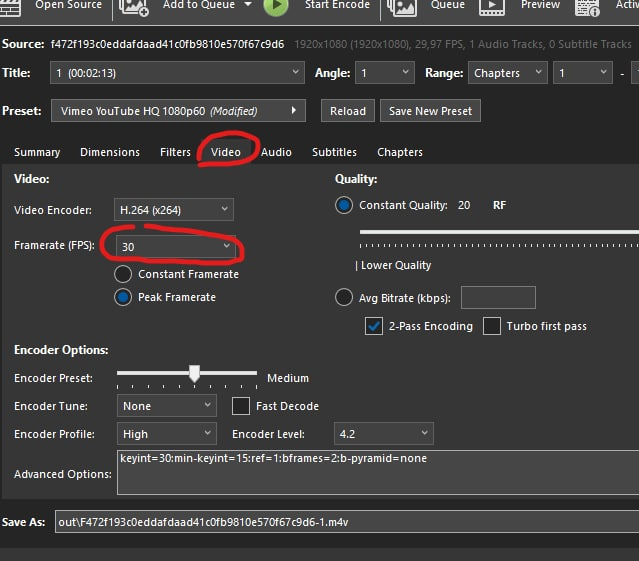 Open Source Add to Queue Start Encode Queue Preview
Source: f472f193c0eddafdaad41c0fb9810e570f67c9d6 1920x1080 (1920x1080), 29,97 FPS, 1 Audio Tracks, 0 Subtitle Tracks
Title: 1 (00:02:13) Angle: 1 Range: Chapters 1 -
Preset: Vimeo YouTube HQ 1080p60 (Modified) Reload Save New Preset
Summary Dimensions Filters Video Audio Subtitles Chapters
Video: Quality:
Video Encoder: H.264 (x264) Constant Quality: 20 RF
Framerate (FPS): 30
| Lower Quality
Constant Framerate
Peak Framerate Avg Bitrate (kbps):
2-Pass Encoding Turbo first pass
Encoder Options:
Encoder Preset: Medium
Encoder Tune: None Fast Decode
Encoder Profile: High Encoder Level: 4.2
keyint=30:min-keyint=15:ref=1:bframes=2:b-pyramid=none
Advanced Options:
Save As: out\F472f193c0eddafdaad41c0fb9810e570f67c9d6-1.m4v